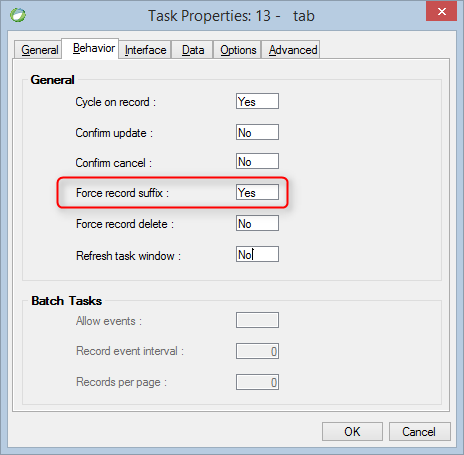 Task Properties: 13 -   tab
General Behavior Interface Data Options Advanced
General
Cycle on record : Yes
Confirm update : No
Confirm cancel : No
Force record suffix : Yes
Force record delete : No
Refresh task window : No
Batch Tasks
Allow events :
Record event interval : 0
Records per page : 0
OK Cancel